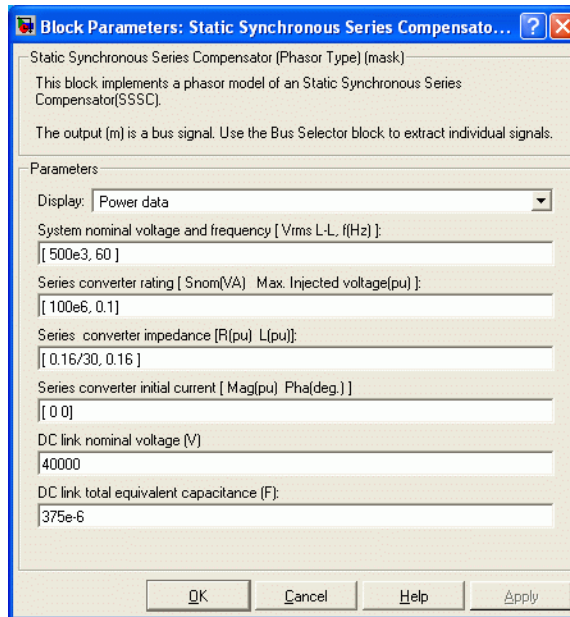 Block Parameters: Static Synchronous Series Compensato...
Static Synchronous Series Compensator (Phasor Type) (mask)
This block implements a phasor model of an Static Synchronous Series
Compensator(SSSC).
The output (m) is a bus signal. Use the Bus Selector block to extract individual signals.
Parameters
Display: Power data
System nominal voltage and frequency [ Vrms L-L, f(Hz) ]:
[ 500e3, 60 ]
Series converter rating [ Snom(VA) Max. Injected voltage(pu) ]:
[ 100e6, 0.1]
Series converter impedance [R(pu) L(pu)]:
[ 0.16/30, 0.16 ]
Series converter initial current [ Mag(pu) Pha(deg.) ]
[ 0 0]
DC link nominal voltage (V)
40000
DC link total equivalent capacitance (F):
375e-6
OK Cancel Help Apply